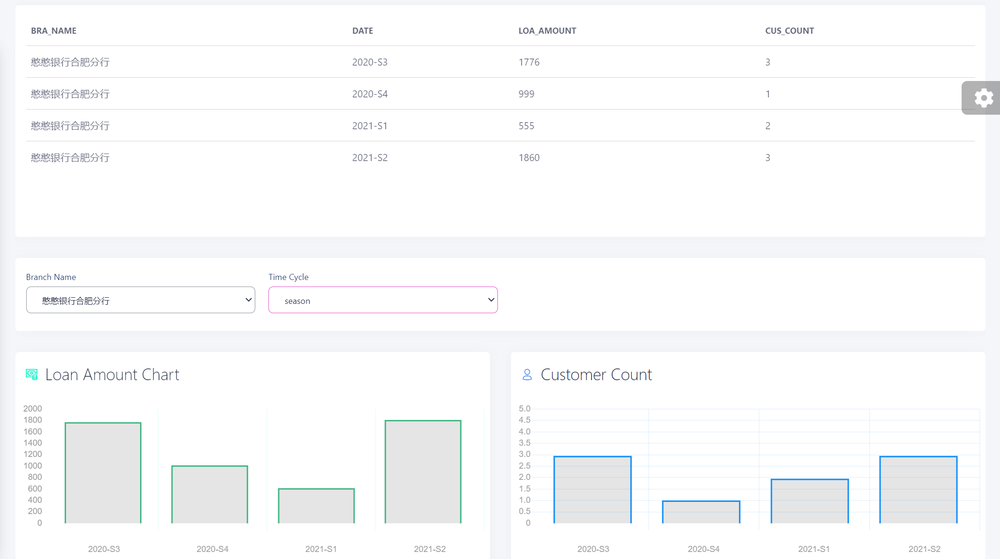 BRA_NAME DATE LOA_AMOUNT CUS_COUNT
憨憨银行合肥分行 2020-S3 1776 3
憨憨银行合肥分行 2020-S4 999 1
憨憨银行合肥分行 2021-S1 555 2
憨憨银行合肥分行 2021-S2 1860 3
Branch Name Time Cycle
憨憨银行合肥分行 season
Loan Amount Chart
2000
1800
1600
1400
1200
1000
800
600
400
200
0
2020-S3 2020-S4 2021-S1 2021-S2
Customer Count
5.0
4.5
4.0
3.5
3.0
2.5
2.0
1.5
1.0
0.5
0
2020-S3 2020-S4 2021-S1 2021-S2